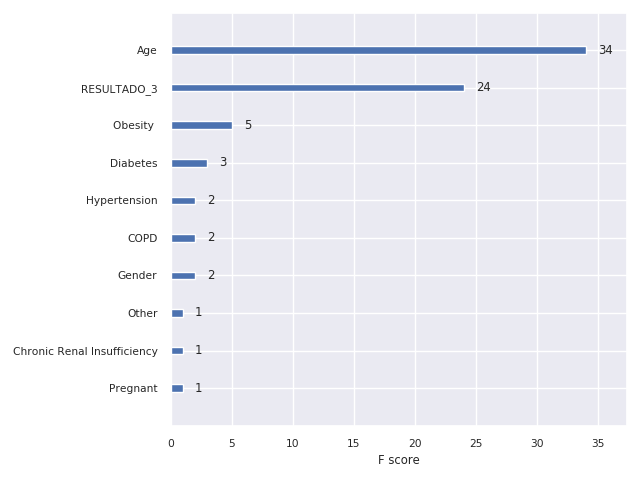 Age 34
RESULTADO_3 24
Obesity 5
Diabetes 3
Hypertension 2
COPD 2
Gender 2
Other 1
Chronic Renal Insufficiency 1
Pregnant 1
0 5 10 15 20 25 30 35
F score